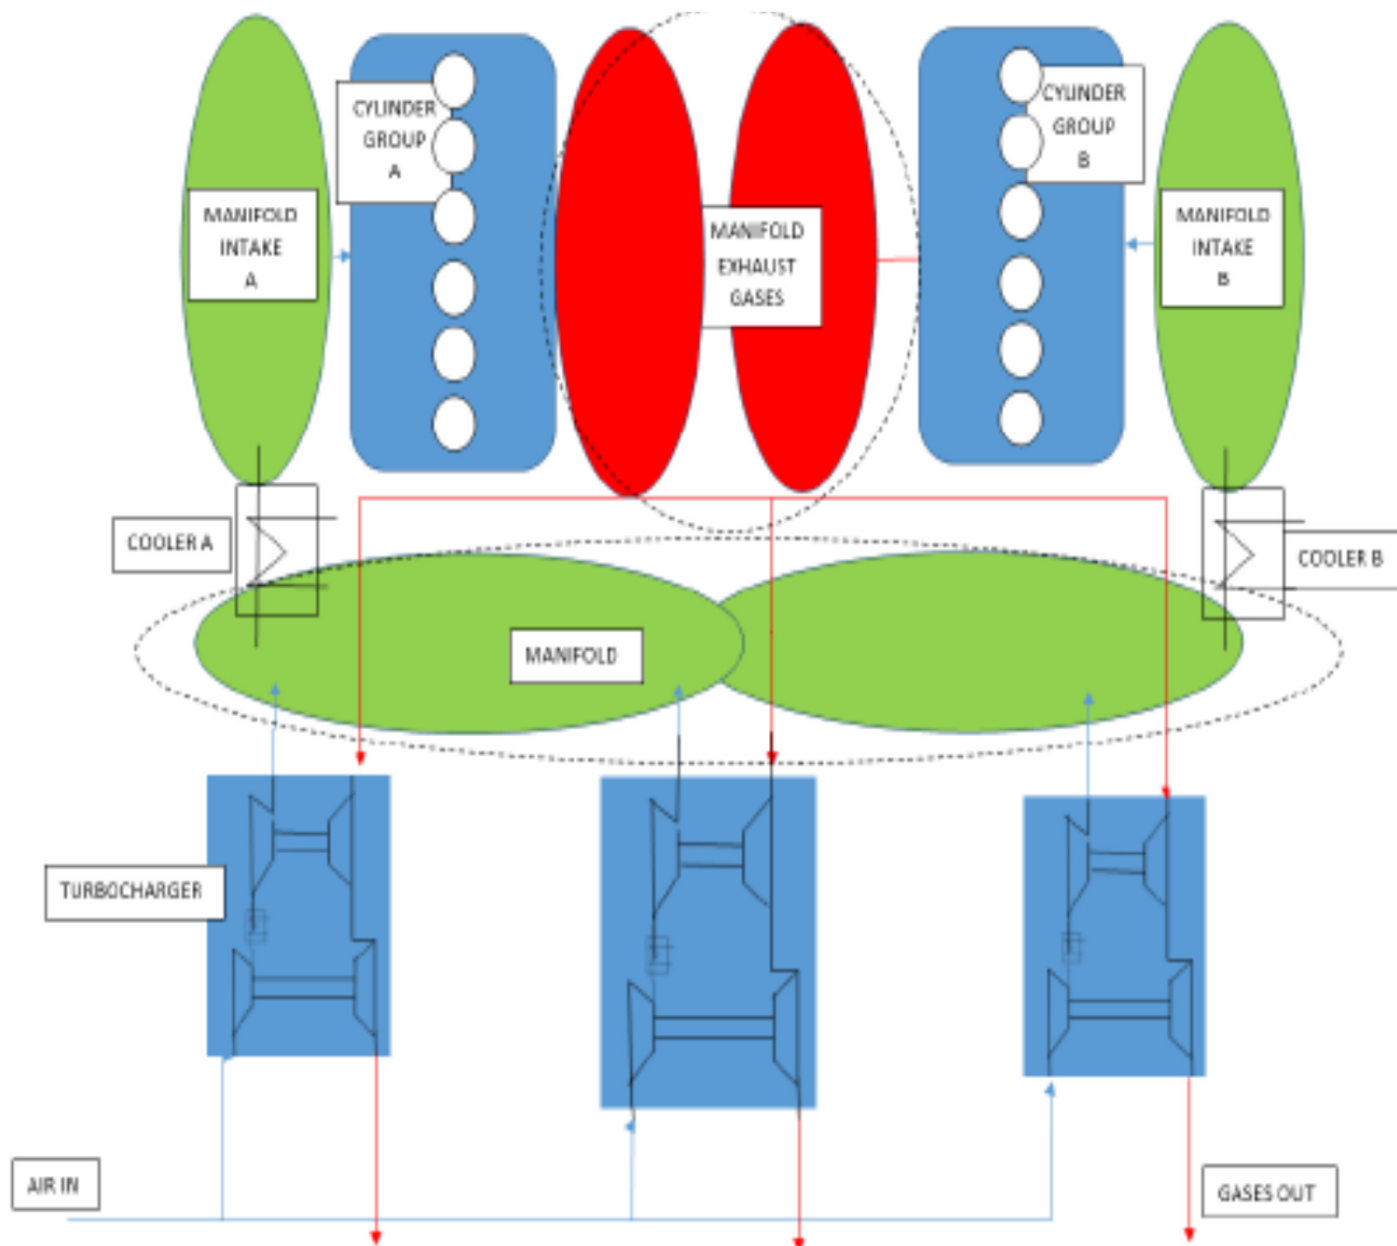 CYLINDER
GROUP
A
CYLINDER
GROUP
B
MANIFOLD
INTAKE
A
MANIFOLD
EXHAUST
GASES
MANIFOLD
INTAKE
B
COOLER A
COOLER B
MANIFOLD
TURBOCHARGER
AIR IN
GASES OUT